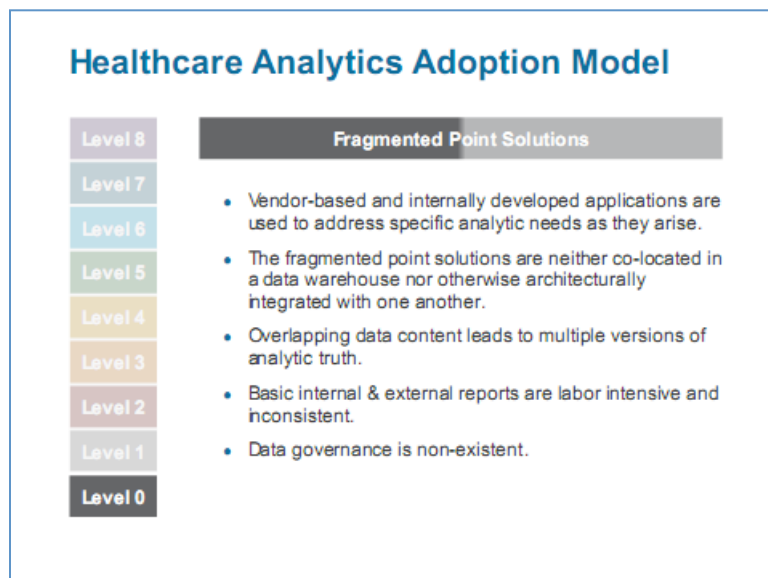 Healthcare Analytics Adoption Model
Level 8
Level 7
Level 6
Level 5
Level 4
Level 3
Level 2
Level 1
Level 0
Fragmented Point Solutions
• Vendor-based and internally developed applications are
used to address specific analytic needs as they arise.
• The fragmented point solutions are neither co-located in
a data warehouse nor otherwise architecturally
integrated with one another.
• Overlapping data content leads to multiple versions of
analytic truth.
• Basic internal & external reports are labor intensive and
inconsistent.
• Data governance is non-existent.